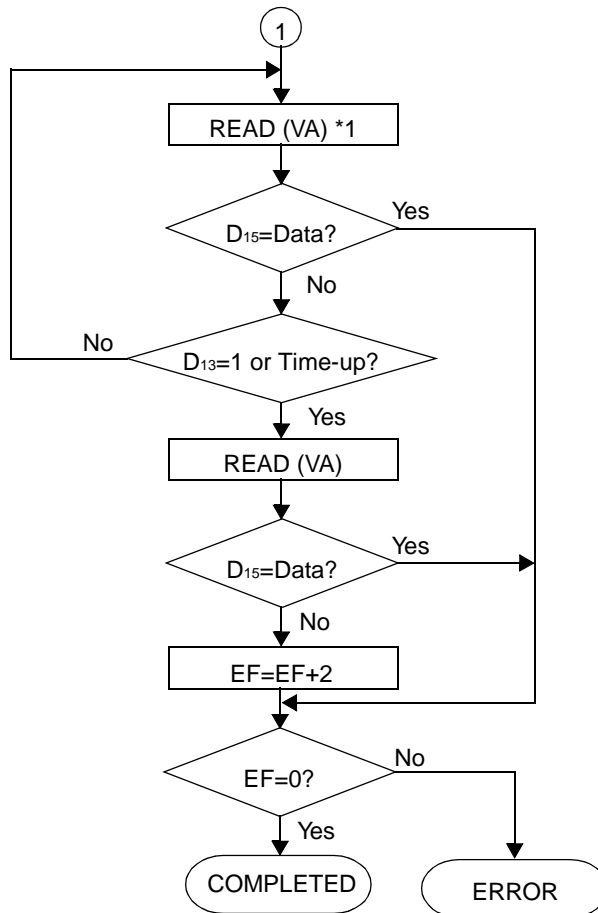 1
READ (VA) *1
Yes
D15=Data?
No
No
D13=1 or Time-up?
Yes
READ (VA)
Yes
D15=Data?
No
EF=EF+2
No
EF=0?
Yes
COMPLETED
ERROR